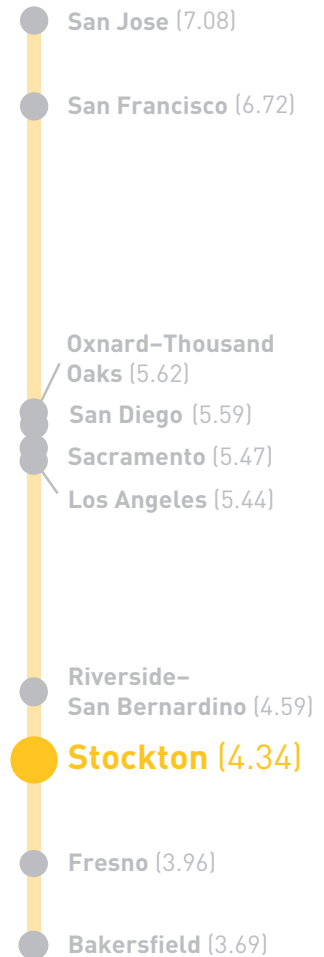 San Jose (7.08)
San Francisco (6.72)
Oxnard–Thousand
Oaks (5.62)
San Diego (5.59)
Sacramento (5.47)
Los Angeles (5.44)
Riverside–
San Bernardino (4.59)
Stockton (4.34)
Fresno (3.96)
Bakersfield (3.69)